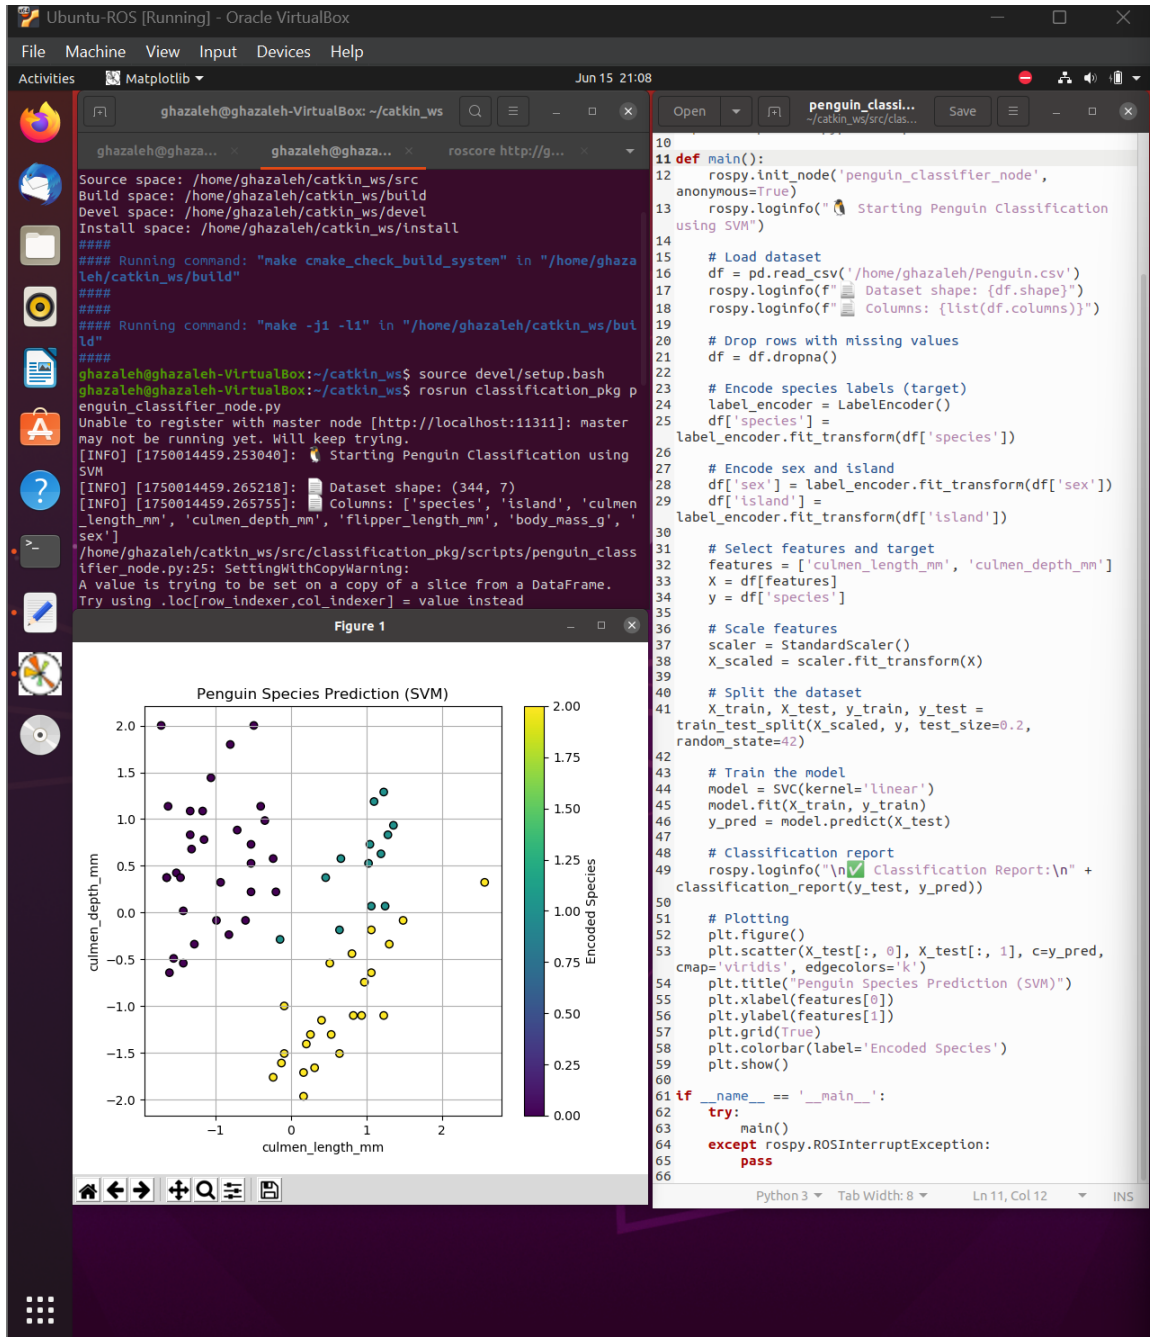 Ubuntu-ROS [Running] - Oracle VirtualBox
File Machine View Input Devices Help
Activities Matplotlib Jun 15 21:08
ghazaleh@ghazaleh-VirtualBox: ~/catkin_ws
ghazaleh@ghaza... ghazaleh@ghaza... roscore http://g...
Source space: /home/ghazaleh/catkin_ws/src
Build space: /home/ghazaleh/catkin_ws/build
Devel space: /home/ghazaleh/catkin_ws/devel
Install space: /home/ghazaleh/catkin_ws/install
####
#### Running command: "make cmake_check_build_system" in "/home/ghaza
leh/catkin_ws/build"
####
####
#### Running command: "make -j1 -l1" in "/home/ghazaleh/catkin_ws/bui
ld"
####
ghazaleh@ghazaleh-VirtualBox:~/catkin_ws$ source devel/setup.bash
ghazaleh@ghazaleh-VirtualBox:~/catkin_ws$ rosrun classification_pkg p
enguin_classifier_node.py
Unable to register with master node [http://localhost:11311]: master
may not be running yet. Will keep trying.
[INFO] [1750014459.253040]: 🐧 Starting Penguin Classification using
SVM
[INFO] [1750014459.265218]: 📄 Dataset shape: (344, 7)
[INFO] [1750014459.265755]: 📄 Columns: ['species', 'island', 'culmen
_length_mm', 'culmen_depth_mm', 'flipper_length_mm', 'body_mass_g', '
sex']
/home/ghazaleh/catkin_ws/src/classification_pkg/scripts/penguin_class
ifier_node.py:25: SettingWithCopyWarning:
A value is trying to be set on a copy of a slice from a DataFrame.
Try using .loc[row_indexer,col_indexer] = value instead
Figure 1
Penguin Species Prediction (SVM)
2.0
1.5
1.0
0.5
0.0
−0.5
−1.0
−1.5
−2.0
culmen_depth_mm
−1 0 1 2
culmen_length_mm
2.00
1.75
1.50
1.25
1.00
0.75
0.50
0.25
0.00
Encoded Species
Open penguin_classi... Save
~/catkin_ws/src/clas...
10
11 def main():
12 rospy.init_node('penguin_classifier_node',
anonymous=True)
13 rospy.loginfo("🐧 Starting Penguin Classification
using SVM")
14
15 # Load dataset
16 df = pd.read_csv('/home/ghazaleh/Penguin.csv')
17 rospy.loginfo(f"📄 Dataset shape: {df.shape}")
18 rospy.loginfo(f"📄 Columns: {list(df.columns)}")
19
20 # Drop rows with missing values
21 df = df.dropna()
22
23 # Encode species labels (target)
24 label_encoder = LabelEncoder()
25 df['species'] =
label_encoder.fit_transform(df['species'])
26
27 # Encode sex and island
28 df['sex'] = label_encoder.fit_transform(df['sex'])
29 df['island'] =
label_encoder.fit_transform(df['island'])
30
31 # Select features and target
32 features = ['culmen_length_mm', 'culmen_depth_mm']
33 X = df[features]
34 y = df['species']
35
36 # Scale features
37 scaler = StandardScaler()
38 X_scaled = scaler.fit_transform(X)
39
40 # Split the dataset
41 X_train, X_test, y_train, y_test =
train_test_split(X_scaled, y, test_size=0.2,
random_state=42)
42
43 # Train the model
44 model = SVC(kernel='linear')
45 model.fit(X_train, y_train)
46 y_pred = model.predict(X_test)
47
48 # Classification report
49 rospy.loginfo("\n✅ Classification Report:\n" +
classification_report(y_test, y_pred))
50
51 # Plotting
52 plt.figure()
53 plt.scatter(X_test[:, 0], X_test[:, 1], c=y_pred,
cmap='viridis', edgecolors='k')
54 plt.title("Penguin Species Prediction (SVM)")
55 plt.xlabel(features[0])
56 plt.ylabel(features[1])
57 plt.grid(True)
58 plt.colorbar(label='Encoded Species')
59 plt.show()
60
61 if __name__ == '__main__':
62 try:
63 main()
64 except rospy.ROSInterruptException:
65 pass
66
Python 3 Tab Width: 8 Ln 11, Col 12 INS